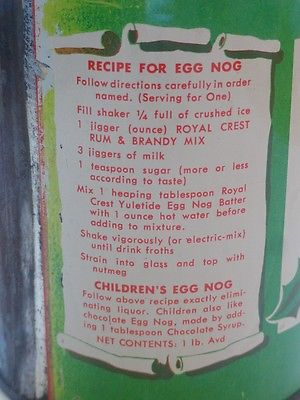 RECIPE FOR EGG NOG
Follow directions carefully in order
named. (Serving for One)
Fill shaker ¼ full of crushed ice
1 jigger (ounce) ROYAL CREST
RUM & BRANDY MIX
3 jiggers of milk
1 teaspoon sugar (more or less
according to taste)
Mix 1 heaping tablespoon Royal
Crest Yuletide Egg Nog Batter
with 1 ounce hot water before
adding to mixture.
Shake vigorously (or electric-mix)
until drink froths
Strain into glass and top with
nutmeg
CHILDREN'S EGG NOG
Follow above recipe exactly elimi-
nating liquor. Children also like
chocolate Egg Nog, made by add-
ing 1 tablespoon Chocolate Syrup.
NET CONTENTS: 1 lb. Avd